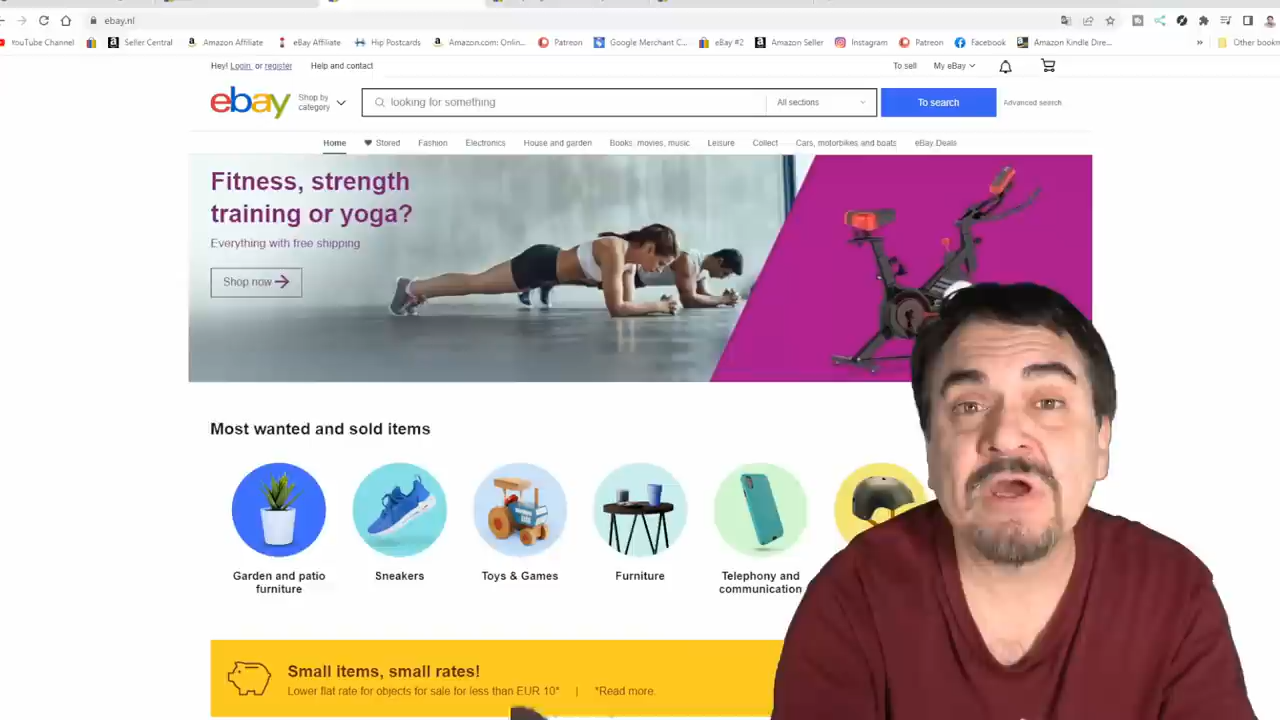 ebay.nl
YouTube Channel
Seller Central
Amazon Affiliate
eBay Affiliate
Hip Postcards
Amazon.com: Onlin...
Patreon
Google Merchant C...
eBay #2
Amazon Seller
Instagram
Patreon
Facebook
Amazon Kindle Dire...
»
Other bookm
Hey! Login or register
Help and contact
To sell
My eBay
ebay
Shop by
category
looking for something
All sections
To search
Advanced search
Home
Stored
Fashion
Electronics
House and garden
Books, movies, music
Leisure
Collect
Cars, motorbikes and boats
eBay Deals
Fitness, strength
training or yoga?
Everything with free shipping
Shop now
Most wanted and sold items
Garden and patio
furniture
Sneakers
Toys & Games
Furniture
Telephony and
communication
Small items, small rates!
Lower flat rate for objects for sale for less than EUR 10* | *Read more.